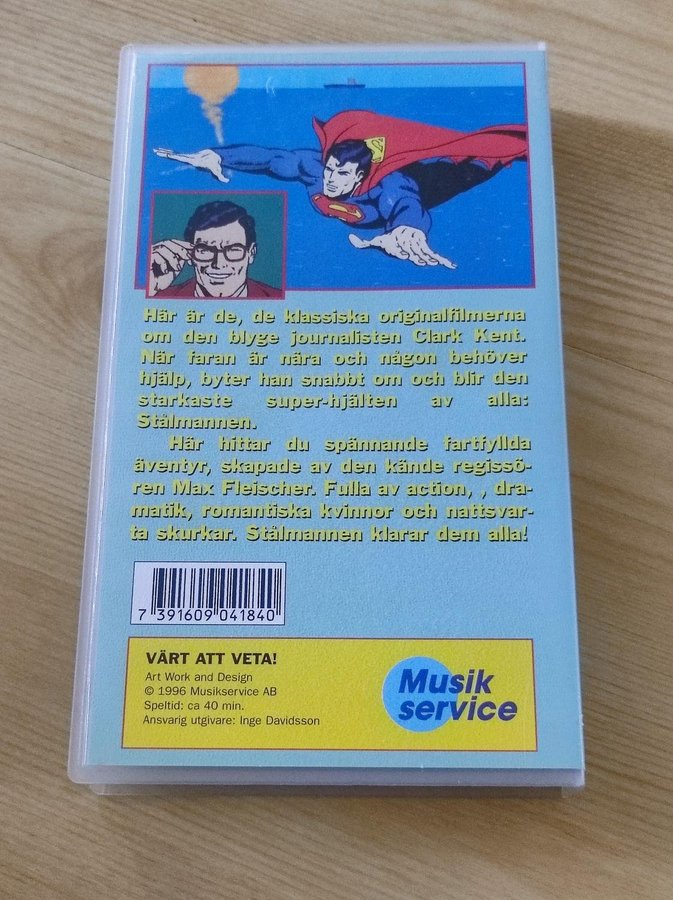 Här är de, de klassiska originalfilmerna
om den blyge journalisten Clark Kent.
När faran är nära och någon behöver
hjälp, byter han snabbt om och blir den
starkaste super-hjälten av alla:
Stålmannen.
Här hittar du spännande fartfyllda
äventyr, skapade av den kände regissö-
ren Max Fleischer. Fulla av action, , dra-
matik, romantiska kvinnor och nattsvar-
ta skurkar. Stålmannen klarar dem alla!
7 391609 041840
VÄRT ATT VETA!
Art Work and Design
© 1996 Musikservice AB
Speltid: ca 40 min.
Ansvarig utgivare: Inge Davidsson
Musik
service